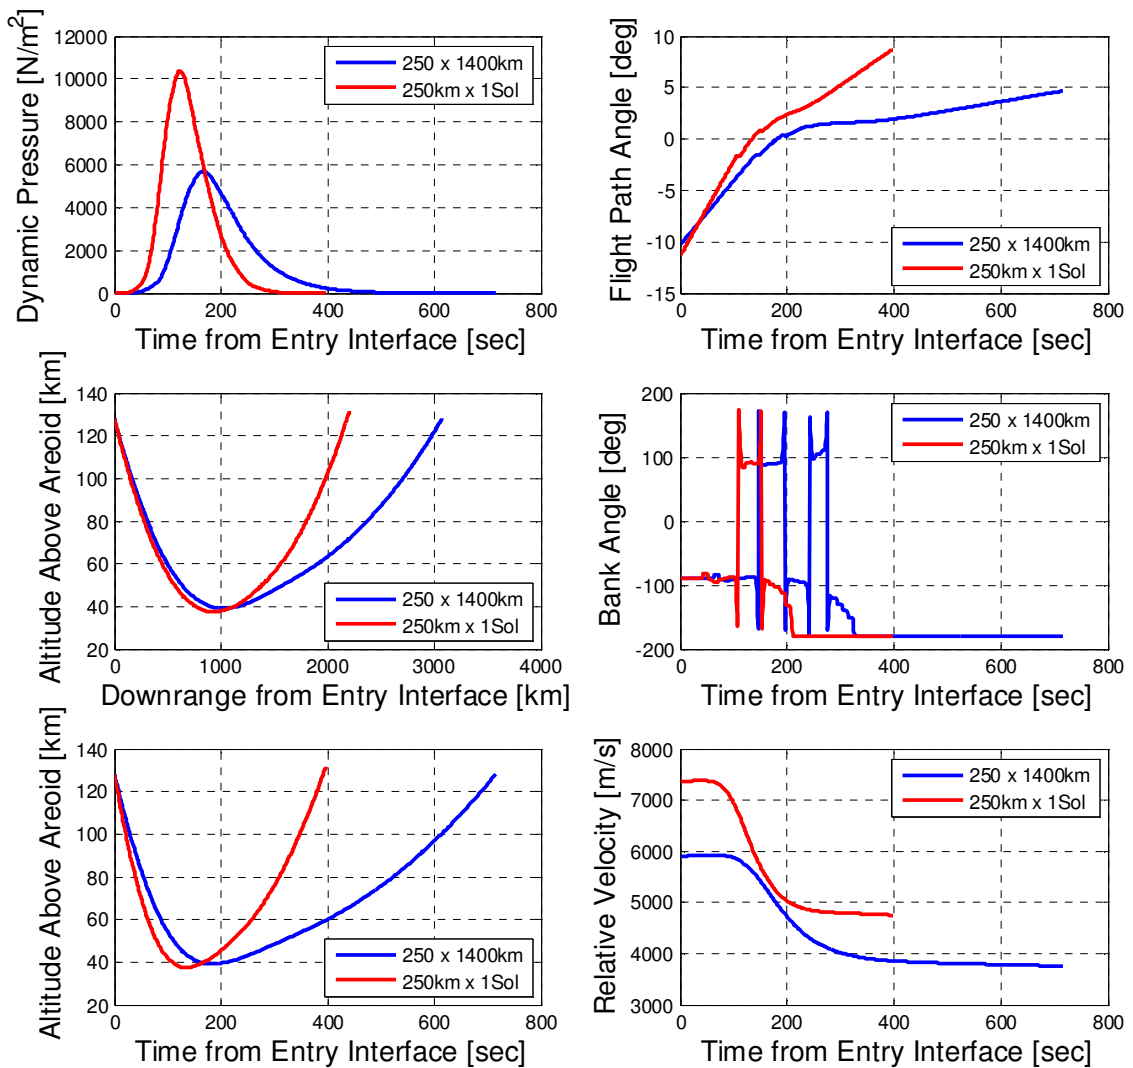 Dynamic Pressure [N/m²]
12000
10000
8000
6000
4000
2000
0
0 200 400 600 800
Time from Entry Interface [sec]
250 x 1400km
250km x 1Sol
Flight Path Angle [deg]
10
5
0
-5
-10
-15
0 200 400 600 800
Time from Entry Interface [sec]
250 x 1400km
250km x 1Sol
Altitude Above Areoid [km]
140
120
100
80
60
40
20
0 1000 2000 3000 4000
Downrange from Entry Interface [km]
250 x 1400km
250km x 1Sol
Bank Angle [deg]
200
100
0
-100
-200
0 200 400 600 800
Time from Entry Interface [sec]
250 x 1400km
250km x 1Sol
Altitude Above Areoid [km]
140
120
100
80
60
40
20
0 200 400 600 800
Time from Entry Interface [sec]
250 x 1400km
250km x 1Sol
Relative Velocity [m/s]
8000
7000
6000
5000
4000
3000
0 200 400 600 800
Time from Entry Interface [sec]
250 x 1400km
250km x 1Sol